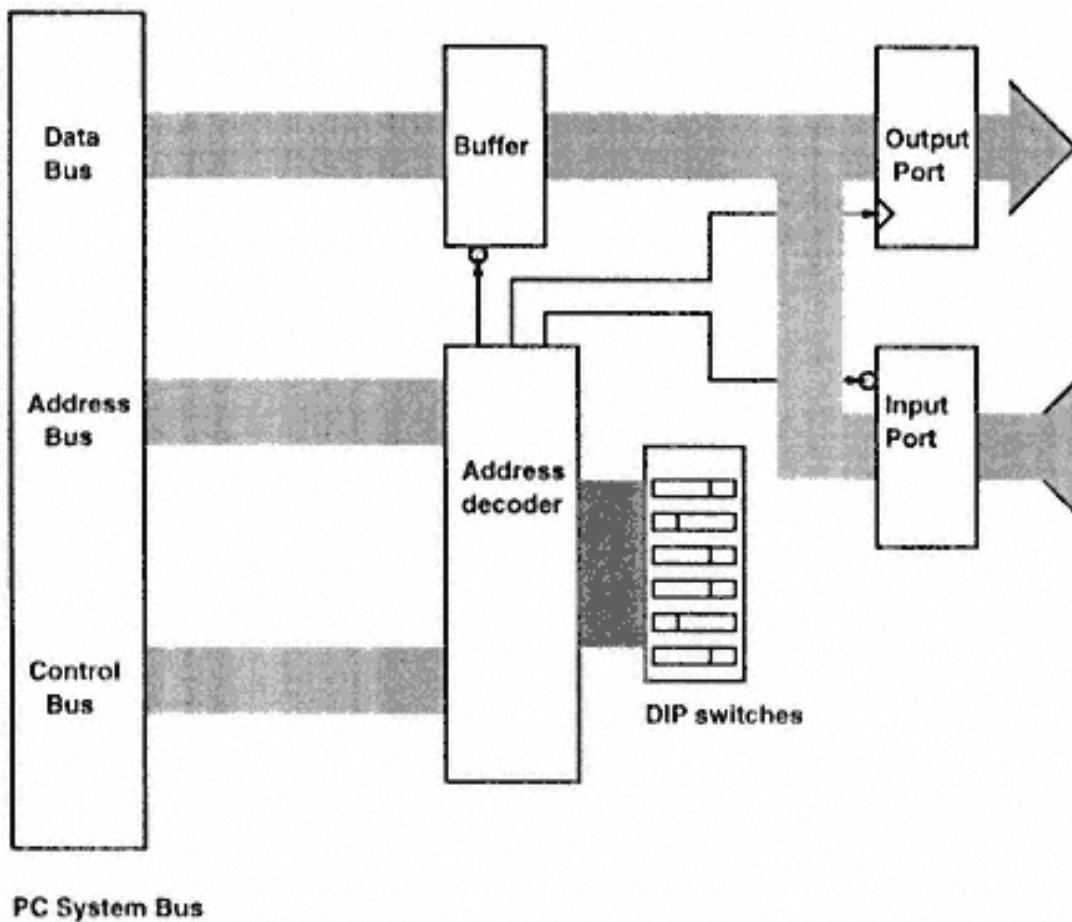 Data
Bus
Buffer
Output
Port
Address
Bus
Input
Port
Address
decoder
Control
Bus
DIP switches
PC System Bus